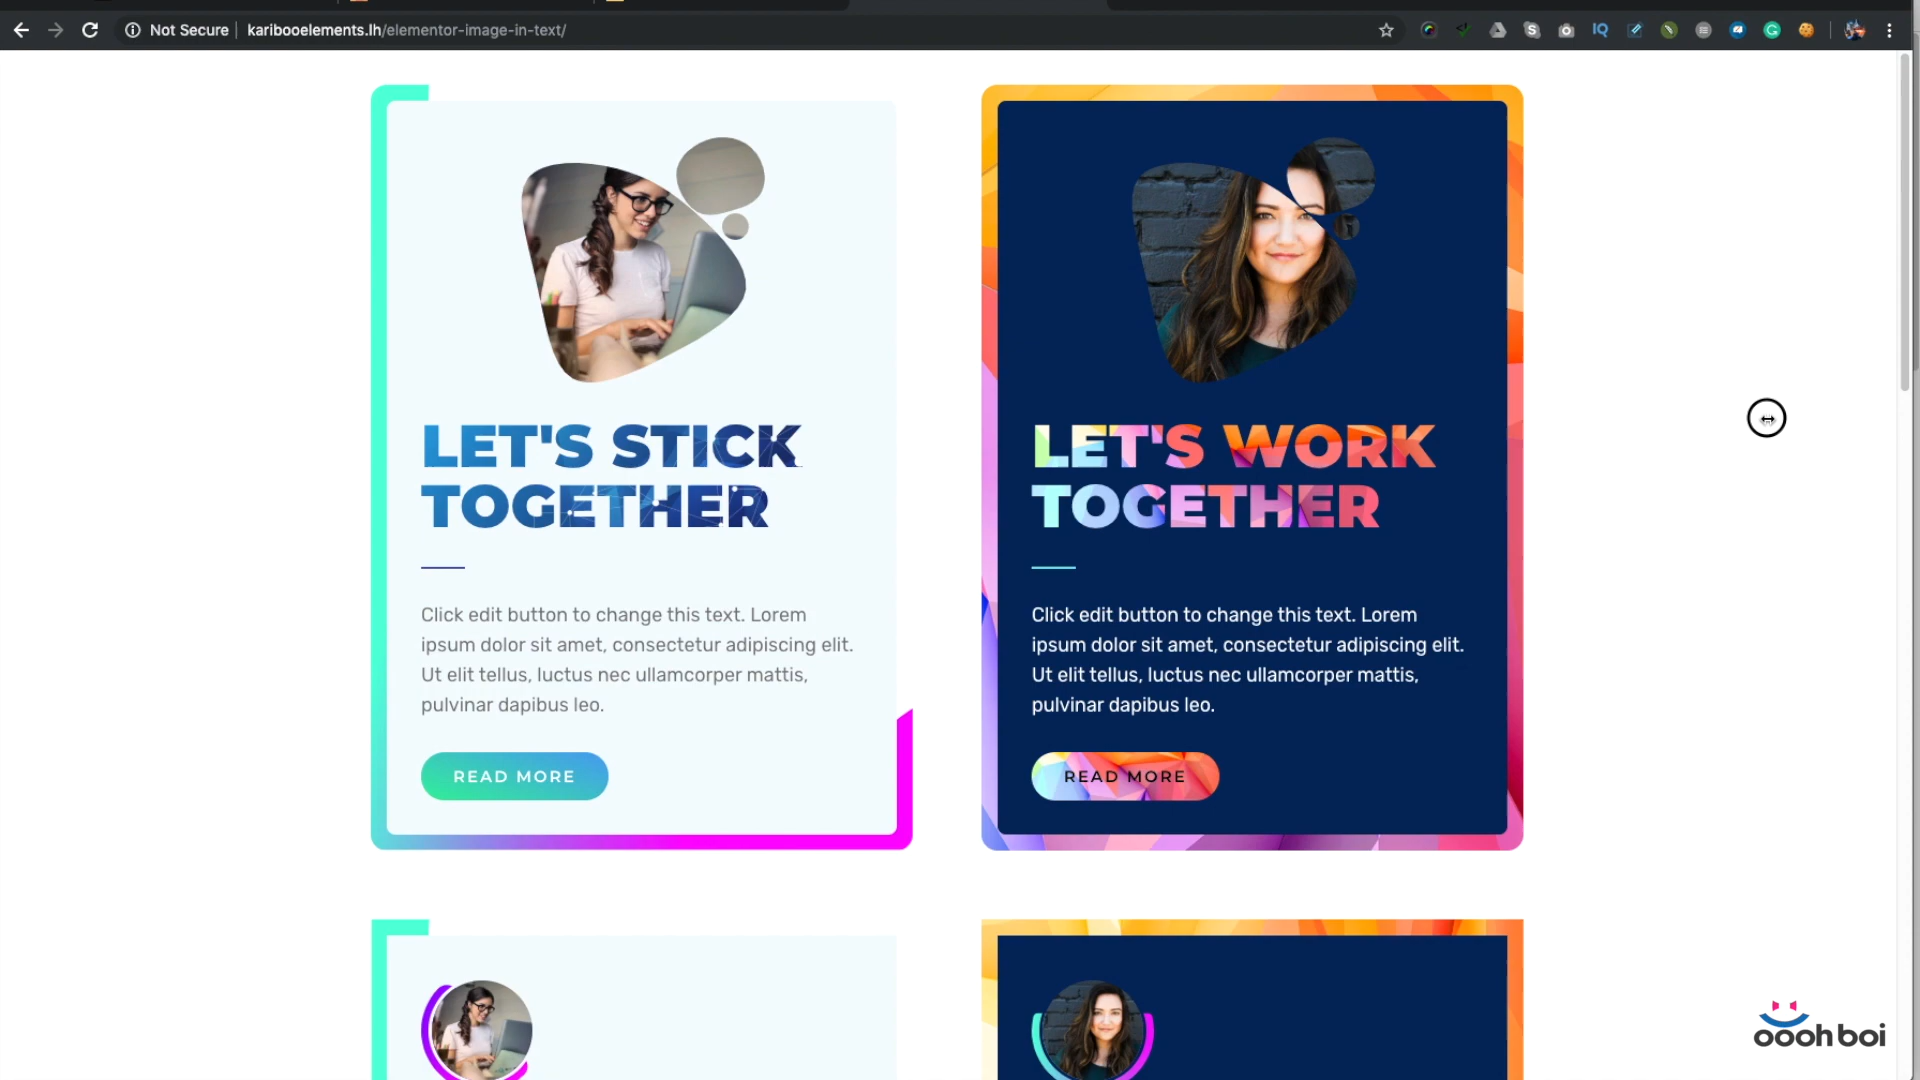 Not Secure | karibooelements.lh/elementor-image-in-text/
IQ
LET'S STICK
TOGETHER
Click edit button to change this text. Lorem
ipsum dolor sit amet, consectetur adipiscing elit.
Ut elit tellus, luctus nec ullamcorper mattis,
pulvinar dapibus leo.
READ MORE
LET'S WORK
TOGETHER
Click edit button to change this text. Lorem
ipsum dolor sit amet, consectetur adipiscing elit.
Ut elit tellus, luctus nec ullamcorper mattis,
pulvinar dapibus leo.
READ MORE
oooh boi